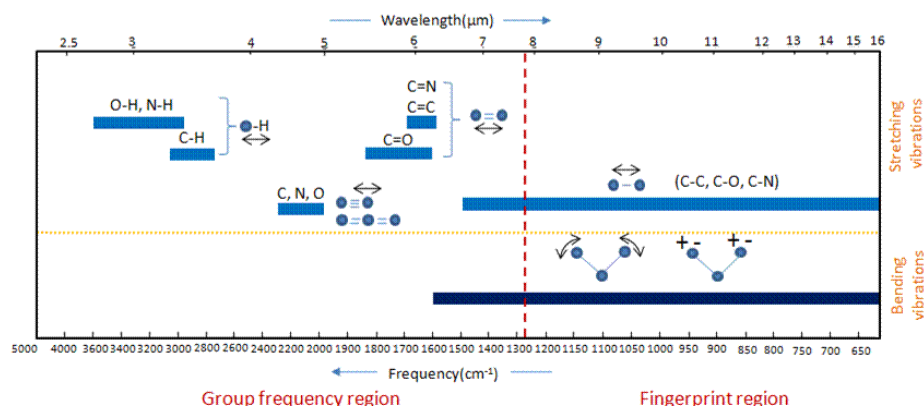 Wavelength(µm)
2.5 3 4 5 6 7 8 9 10 11 12 13 14 15 16
O-H, N-H
C-H
-H
C=N
C=C
C=O
C, N, O
(C-C, C-O, C-N)
Stretching
vibrations
+ - + -
Bending
vibrations
5000 4000 3600 3400 3200 3000 2800 2600 2400 2200 2000 1900 1800 1700 1600 1500 1400 1300 1200 1150 1100 1050 1000 950 900 850 800 750 700 650
Frequency(cm⁻¹)
Group frequency region Fingerprint region